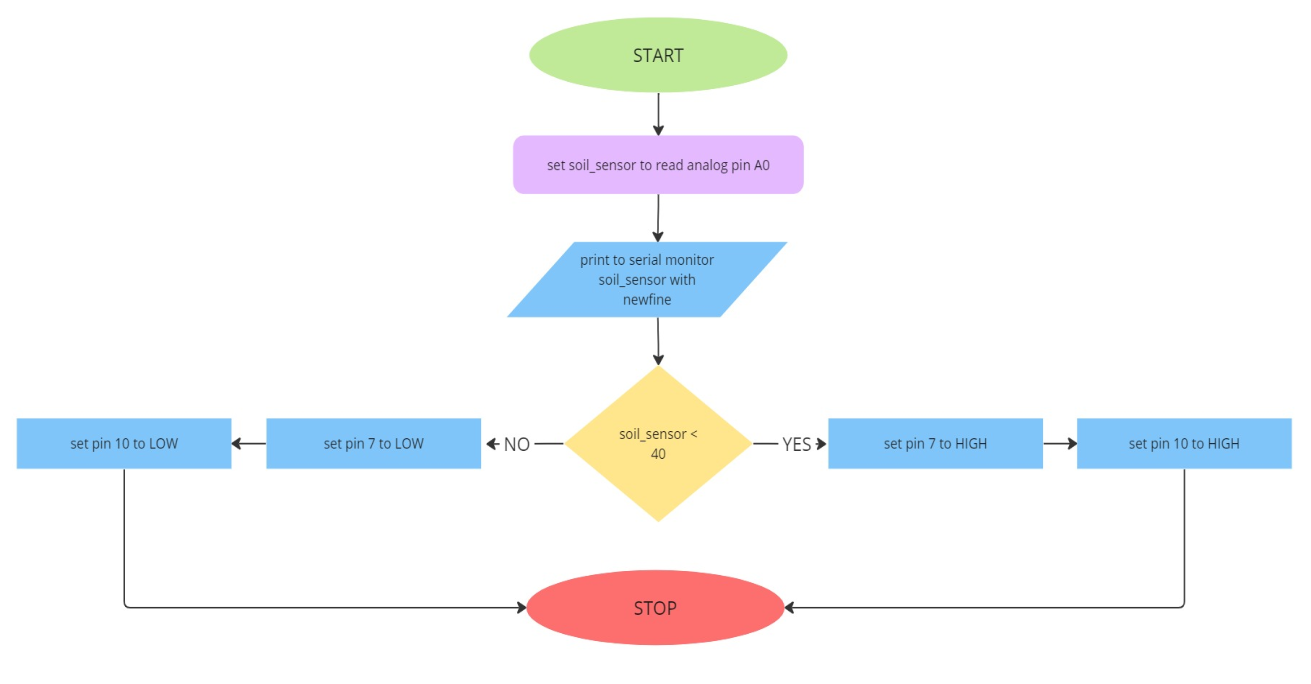 START
set soil_sensor to read analog pin A0
print to serial monitor
soil_sensor with
newfine
soil_sensor <
40
NO
YES
set pin 10 to LOW
set pin 7 to LOW
set pin 7 to HIGH
set pin 10 to HIGH
STOP